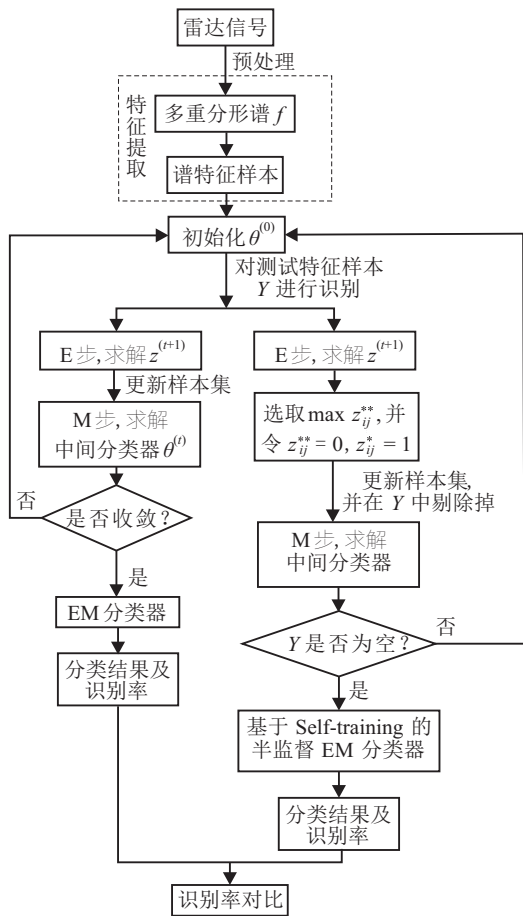 雷达信号
预处理
特征提取
多重分形谱 f
谱特征样本
初始化 θ^(0)
对测试特征样本
Y 进行识别
E 步, 求解 z^(t+1)
更新样本集
M 步, 求解
中间分类器 θ^(t)
否
是否收敛?
是
EM 分类器
分类结果及
识别率
E 步, 求解 z^(t+1)
选取 max z_ij^**, 并
令 z_ij^** = 0, z_ij^* = 1
更新样本集,
并在 Y 中剔除掉
M 步, 求解
中间分类器
Y 是否为空?
否
是
基于 Self-training 的
半监督 EM 分类器
分类结果及
识别率
识别率对比